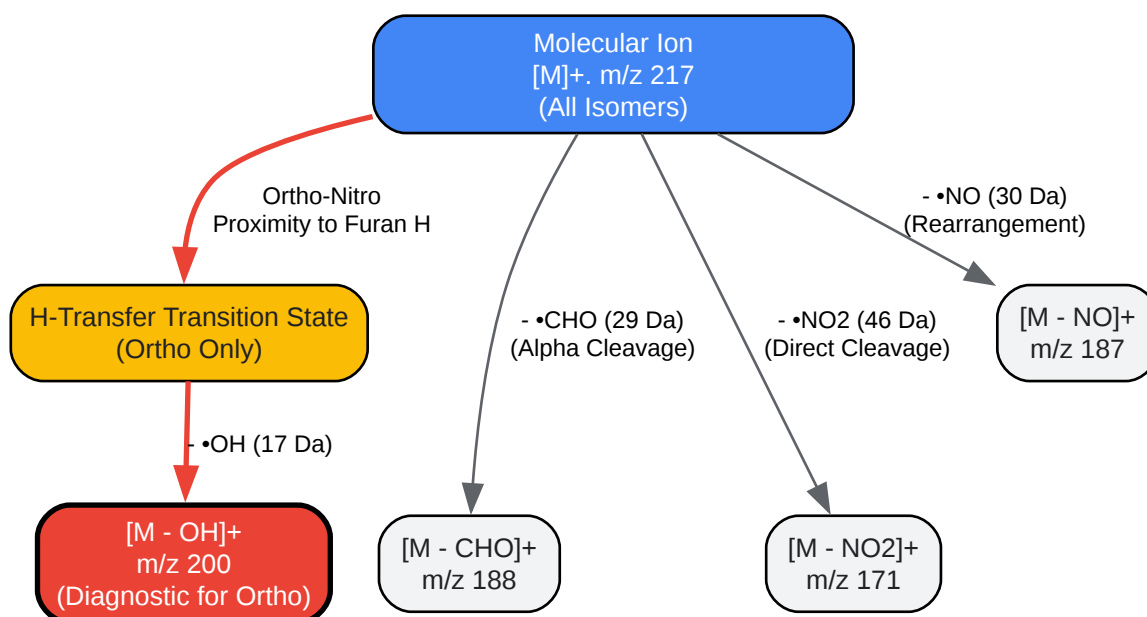 Molecular Ion
[M]+. m/z 217
(All Isomers)
Ortho-Nitro
Proximity to Furan H
- •NO (30 Da)
(Rearrangement)
H-Transfer Transition State
(Ortho Only)
- •CHO (29 Da)
(Alpha Cleavage)
- •NO2 (46 Da)
(Direct Cleavage)
[M - NO]+
m/z 187
- •OH (17 Da)
[M - OH]+
m/z 200
(Diagnostic for Ortho)
[M - CHO]+
m/z 188
[M - NO2]+
m/z 171